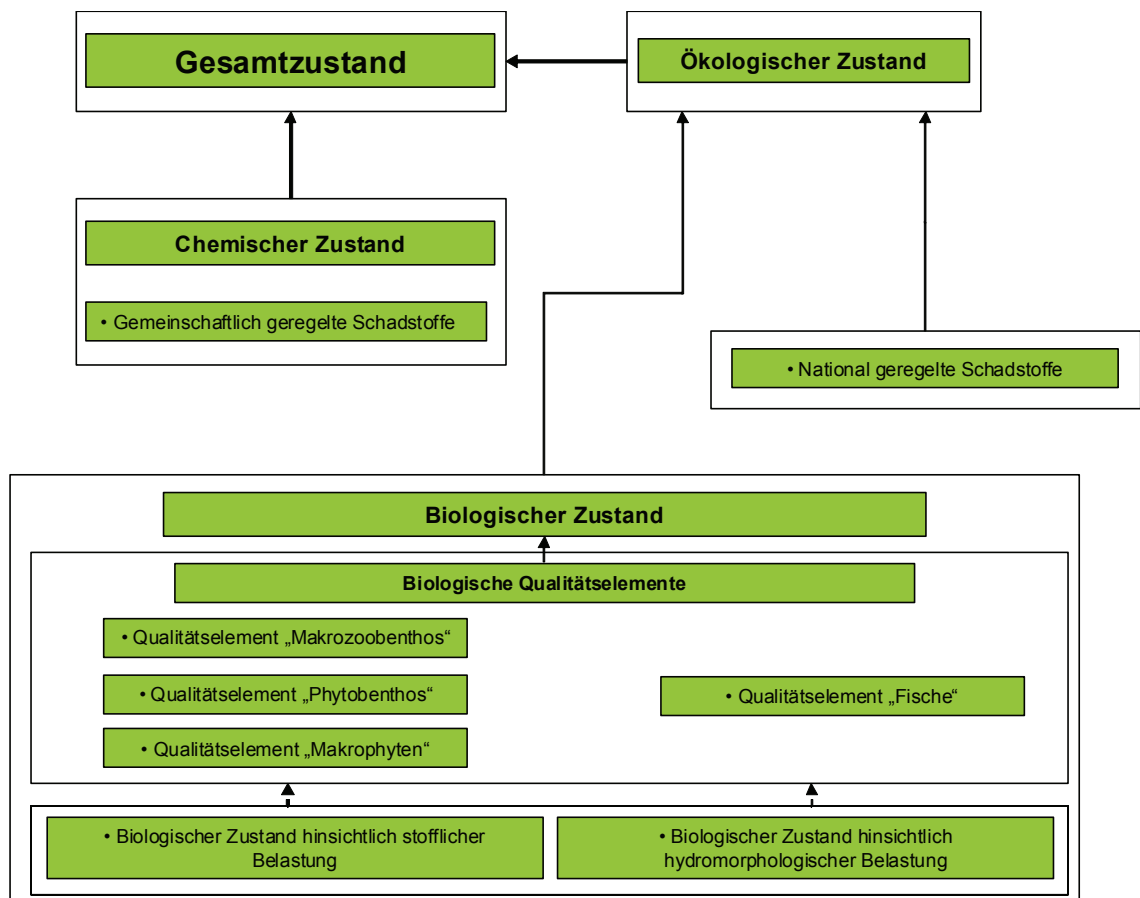 Gesamtzustand
Ökologischer Zustand
Chemischer Zustand
• Gemeinschaftlich geregelte Schadstoffe
• National geregelte Schadstoffe
Biologischer Zustand
Biologische Qualitätselemente
• Qualitätselement „Makrozoobenthos“
• Qualitätselement „Phytobenthos“
• Qualitätselement „Fische“
• Qualitätselement „Makrophyten“
• Biologischer Zustand hinsichtlich stofflicher
Belastung
• Biologischer Zustand hinsichtlich
hydromorphologischer Belastung